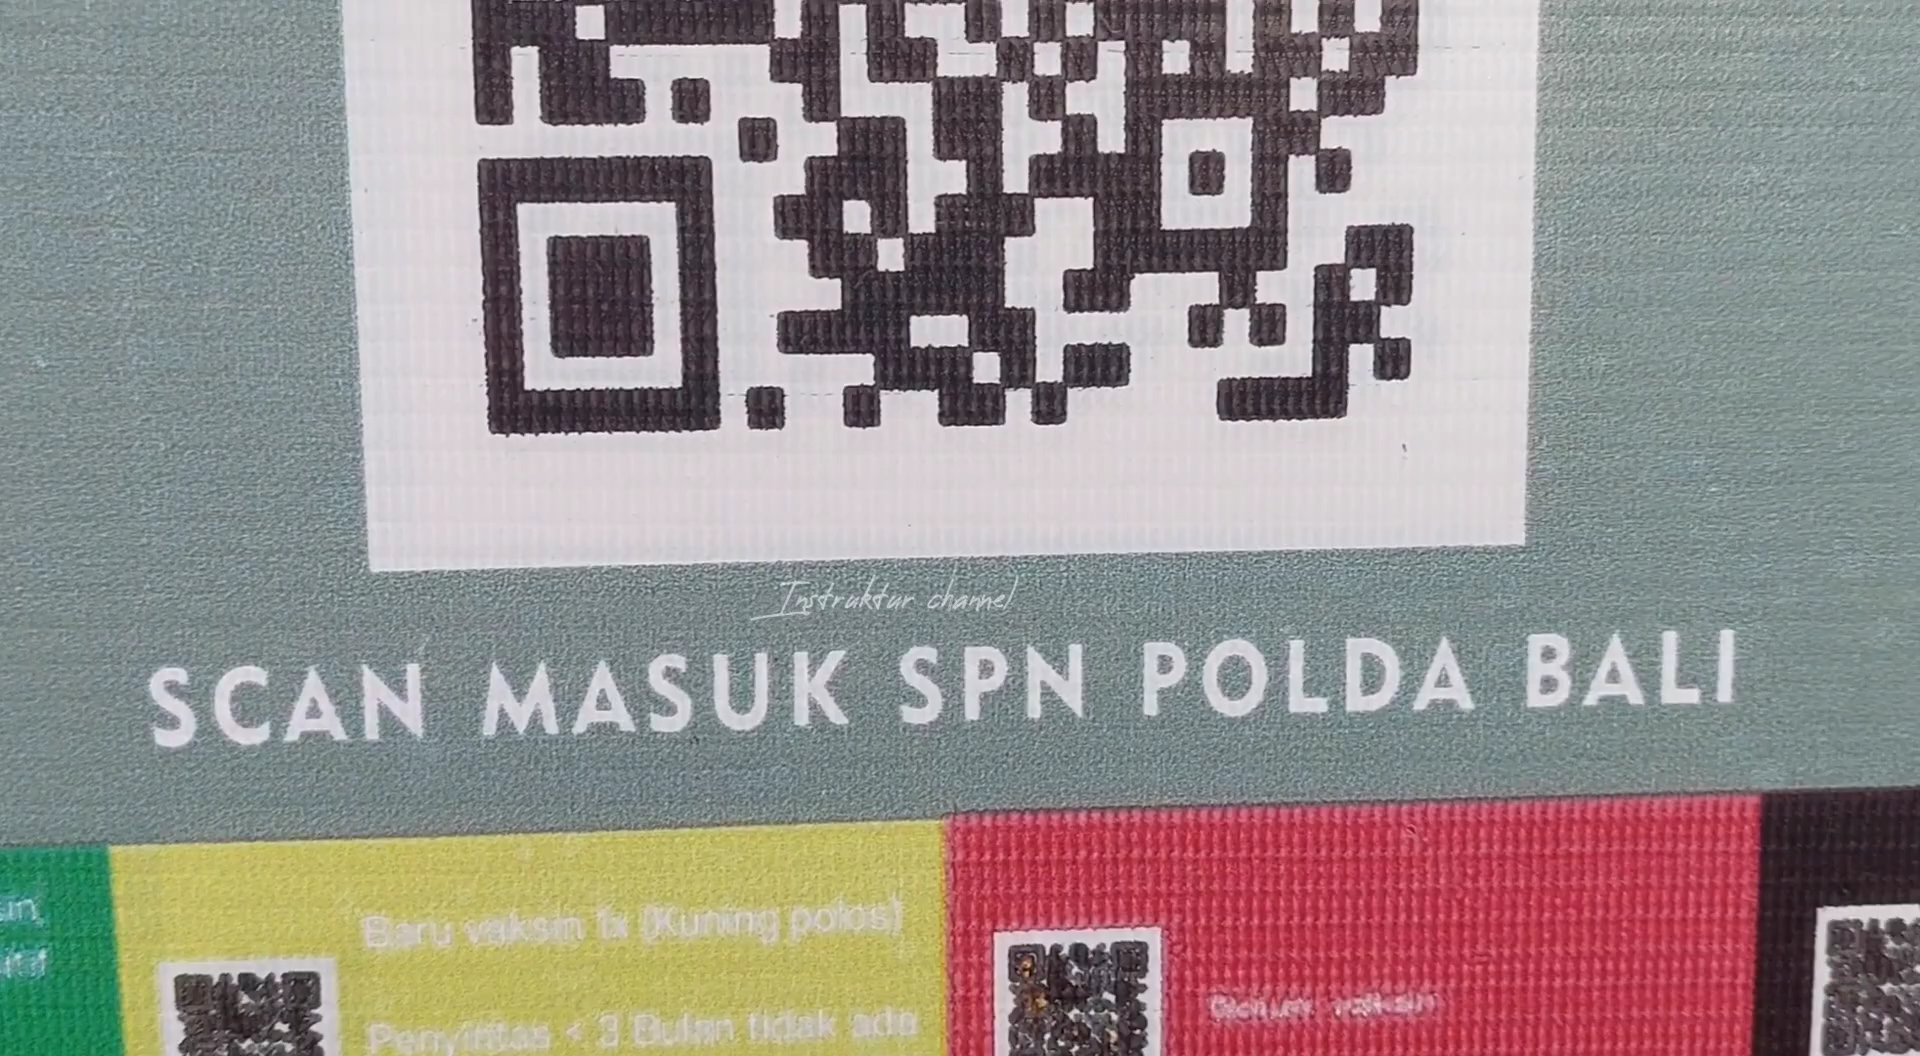 Instruktur channel
SCAN MASUK SPN POLDA BALI
Baru vaksin 1x (Kuning polos)
Penyintas < 3 Bulan tidak ada